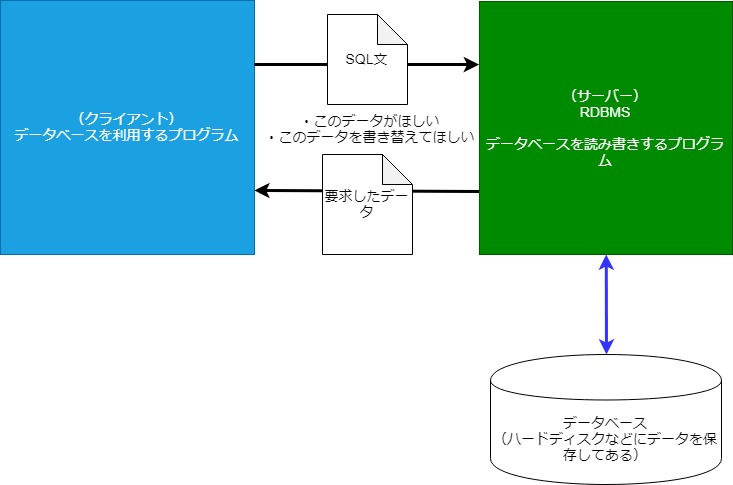 （クライアント）
データベースを利用するプログラム
SQL文
・このデータがほしい
・このデータを書き替えてほしい
要求したデー
タ
（サーバー）
RDBMS
データベースを読み書きするプログラ
ム
データベース
（ハードディスクなどにデータを保
存してある）